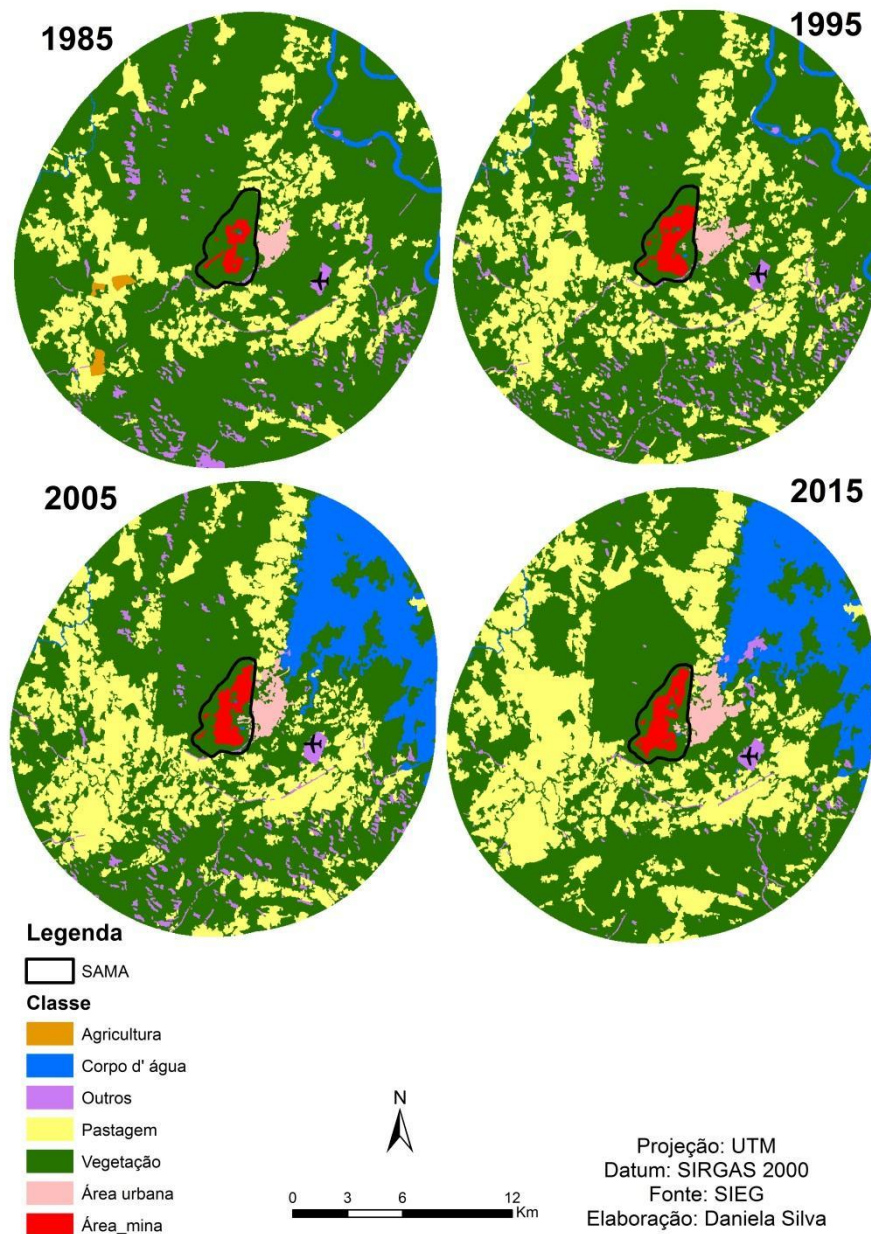 1985
1995
2005
2015
Legenda
SAMA
Classe
Agricultura
Corpo d' água
Outros
Pastagem
Vegetação
Área urbana
Área_mina
N
0 3 6 12
Km
Projeção: UTM
Datum: SIRGAS 2000
Fonte: SIEG
Elaboração: Daniela Silva